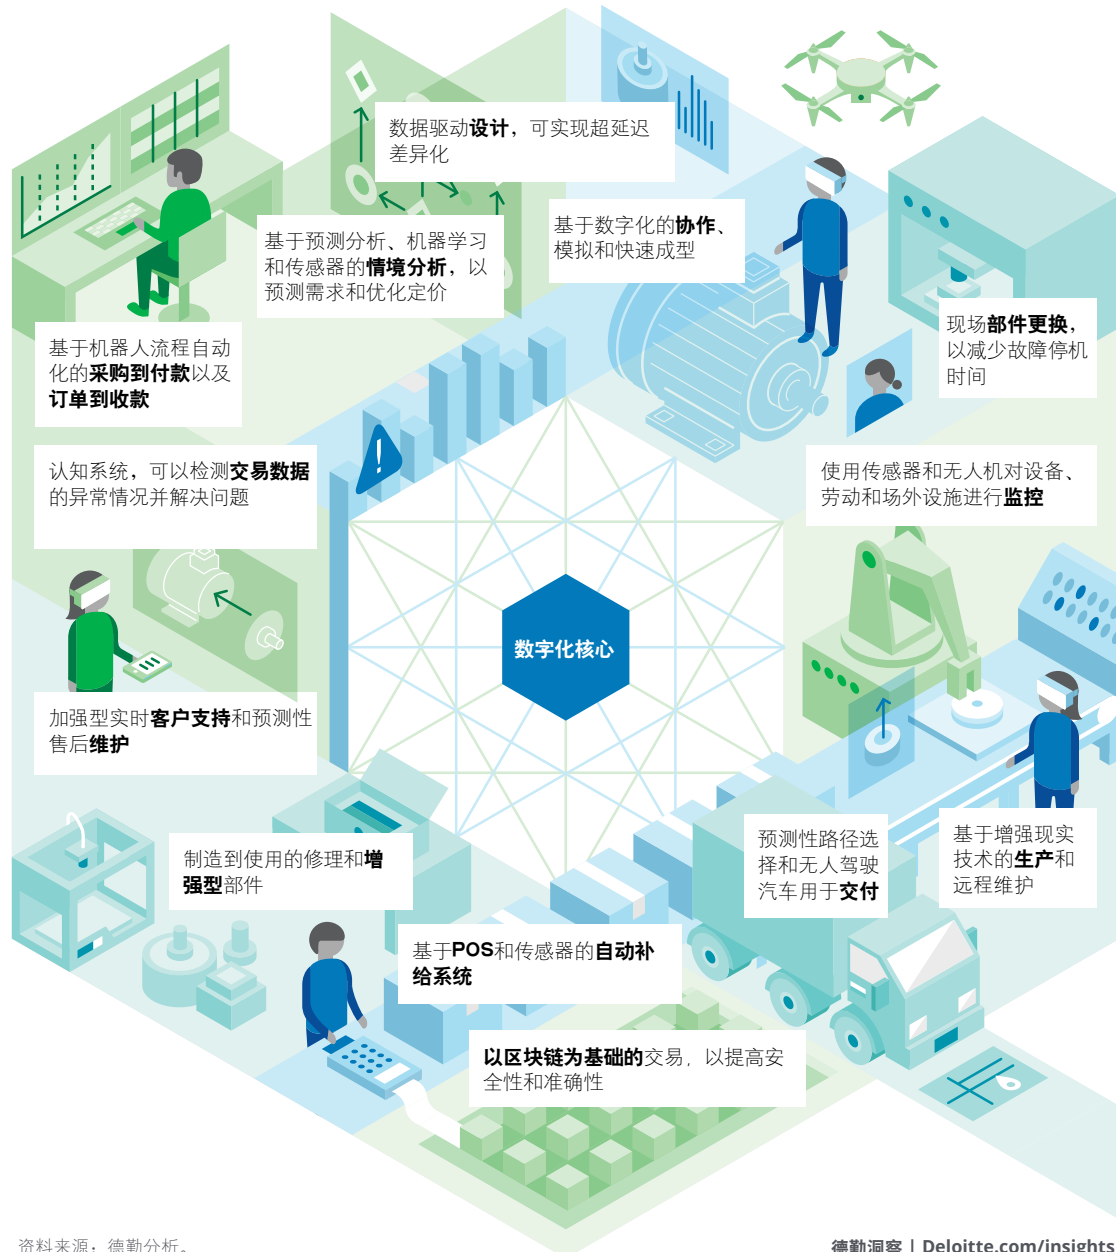 数据驱动设计，可实现超延迟
差异化
基于预测分析、机器学习
和传感器的情境分析，以
预测需求和优化定价
基于数字化的协作、
模拟和快速成型
现场部件更换，
以减少故障停机
时间
基于机器人流程自动
化的采购到付款以及
订单到收款
认知系统，可以检测交易数据
的异常情况并解决问题
使用传感器和无人机对设备、
劳动和场外设施进行监控
数字化核心
加强型实时客户支持和预测性
售后维护
预测性路径选
择和无人驾驶
汽车用于交付
基于增强现实
技术的生产和
远程维护
制造到使用的修理和增
强型部件
基于POS和传感器的自动补
给系统
以区块链为基础的交易，以提高安
全性和准确性
资料来源：德勤分析。
德勤洞察 | Deloitte.com/insights